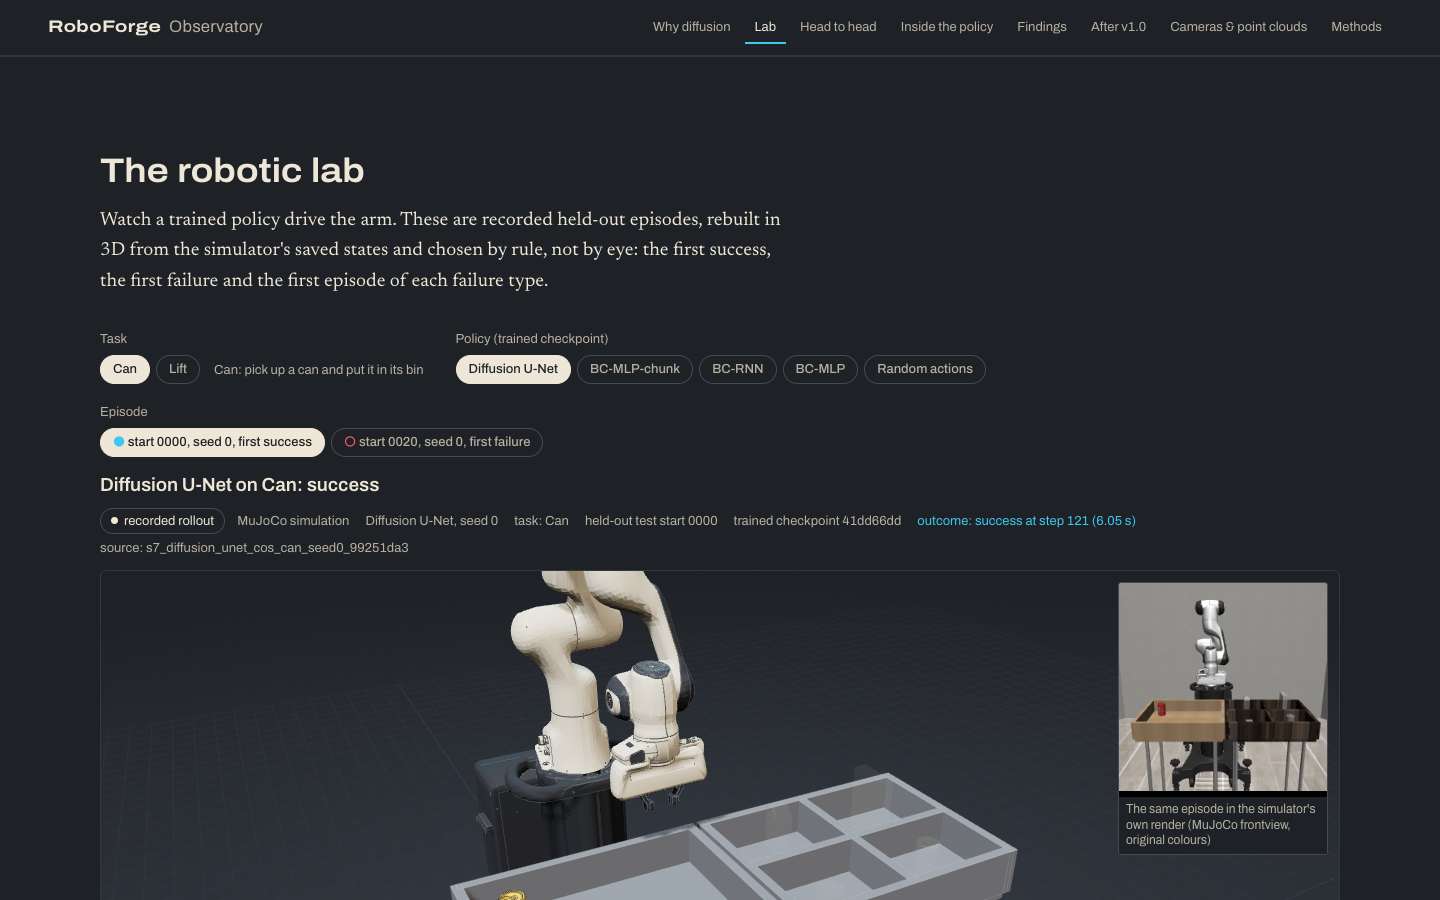 RoboForge Observatory
Why diffusion
Lab
Head to head
Inside the policy
Findings
After v1.0
Cameras & point clouds
Methods
The robotic lab
Watch a trained policy drive the arm. These are recorded held-out episodes, rebuilt in
3D from the simulator's saved states and chosen by rule, not by eye: the first success,
the first failure and the first episode of each failure type.
Task
Can
Lift
Can: pick up a can and put it in its bin
Policy (trained checkpoint)
Diffusion U-Net
BC-MLP-chunk
BC-RNN
BC-MLP
Random actions
Episode
start 0000, seed 0, first success
start 0020, seed 0, first failure
Diffusion U-Net on Can: success
recorded rollout
MuJoCo simulation
Diffusion U-Net, seed 0
task: Can
held-out test start 0000
trained checkpoint 41dd66dd
outcome: success at step 121 (6.05 s)
source: s7_diffusion_unet_cos_can_seed0_99251da3
The same episode in the simulator's
own render (MuJoCo frontview,
original colours)